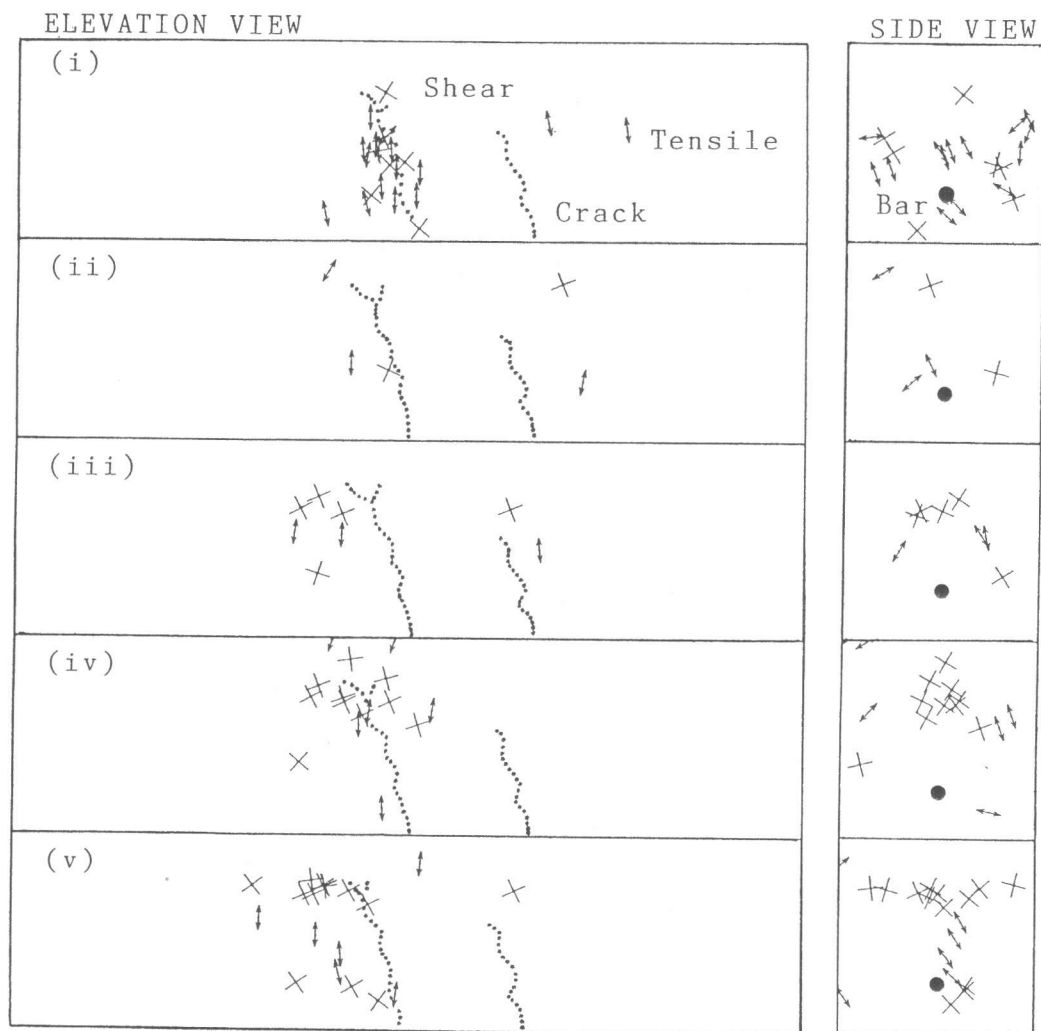 ELEVATION VIEW
SIDE VIEW
(i)
Shear
Tensile
Crack
Bar
(ii)
(iii)
(iv)
(v)